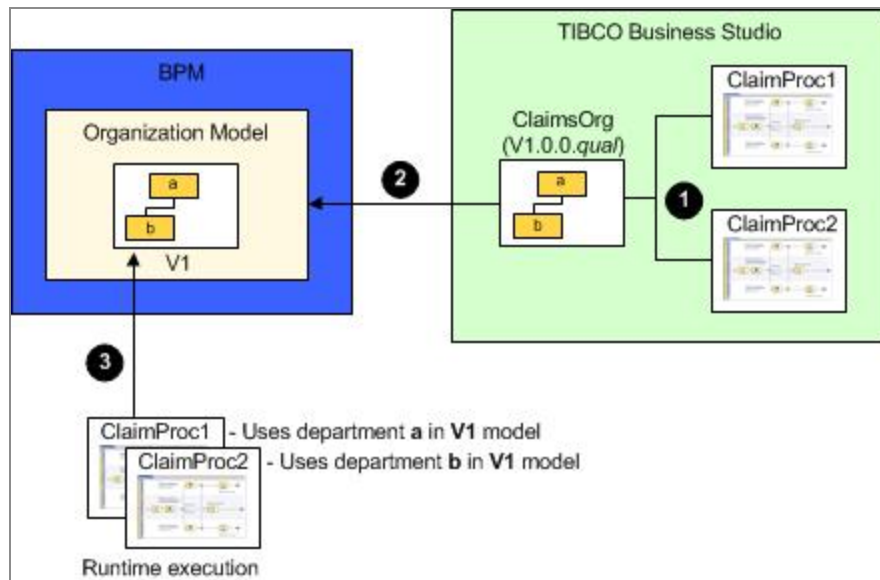 TIBCO Business Studio
BPM
ClaimProc1
Organization Model
ClaimsOrg
(V1.0.0.qual)
a
b
V1
2
a
b
1
ClaimProc2
3
ClaimProc1 - Uses department a in V1 model
ClaimProc2 - Uses department b in V1 model
Runtime execution